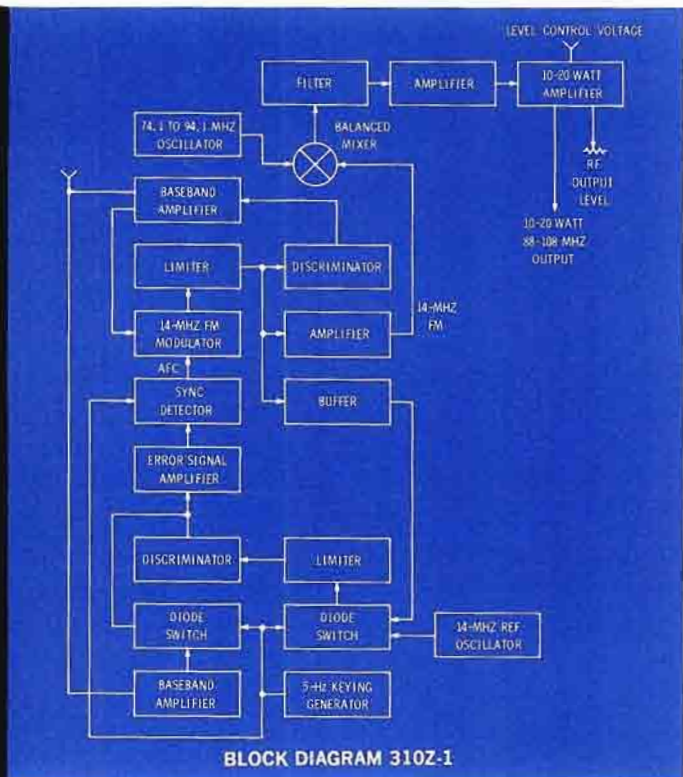 LEVEL CONTROL VOLTAGE
FILTER
AMPLIFIER
10-20 WATT
AMPLIFIER
74.1 TO 94.1 MHZ
OSCILLATOR
BALANCED
MIXER
R.F.
OUTPUT
LEVEL
BASEBAND
AMPLIFIER
10-20 WATT
88-108 MHZ
OUTPUT
LIMITER
DISCRIMINATOR
14-MHZ FM
MODULATOR
AMPLIFIER
14-MHZ
FM
AFC
SYNC
DETECTOR
BUFFER
ERROR SIGNAL
AMPLIFIER
DISCRIMINATOR
LIMITER
DIODE
SWITCH
DIODE
SWITCH
14-MHZ REF
OSCILLATOR
BASEBAND
AMPLIFIER
5-Hz KEYING
GENERATOR
BLOCK DIAGRAM 310Z-1